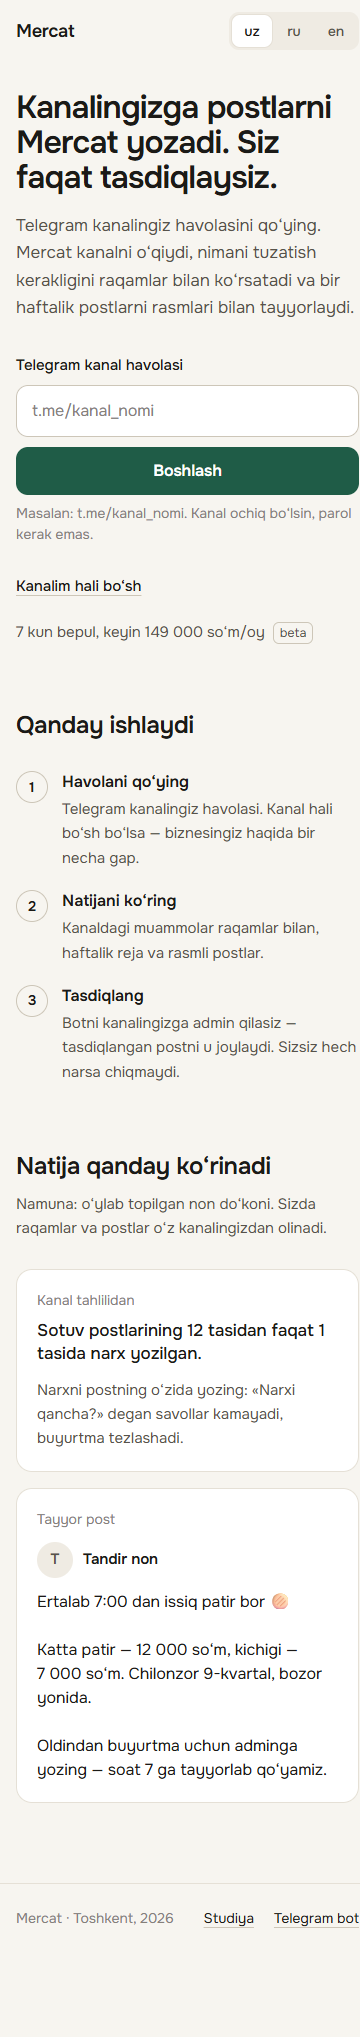 Mercat
uz ru en
Kanalingizga postlarni
Mercat yozadi. Siz
faqat tasdiqlaysiz.
Telegram kanalingiz havolasini qo‘ying.
Mercat kanalni o‘qiydi, nimani tuzatish
kerakligini raqamlar bilan ko‘rsatadi va bir
haftalik postlarni rasmlari bilan tayyorlaydi.
Telegram kanal havolasi
t.me/kanal_nomi
Boshlash
Masalan: t.me/kanal_nomi. Kanal ochiq bo‘lsin, parol
kerak emas.
Kanalim hali bo‘sh
7 kun bepul, keyin 149 000 so‘m/oy beta
Qanday ishlaydi
1 Havolani qo‘ying
Telegram kanalingiz havolasi. Kanal hali
bo‘sh bo‘lsa — biznesingiz haqida bir
necha gap.
2 Natijani ko‘ring
Kanaldagi muammolar raqamlar bilan,
haftalik reja va rasmli postlar.
3 Tasdiqlang
Botni kanalingizga admin qilasiz —
tasdiqlangan postni u joylaydi. Sizsiz hech
narsa chiqmaydi.
Natija qanday ko‘rinadi
Namuna: o‘ylab topilgan non do‘koni. Sizda
raqamlar va postlar o‘z kanalingizdan olinadi.
Kanal tahlilidan
Sotuv postlarining 12 tasidan faqat 1
tasida narx yozilgan.
Narxni postning o‘zida yozing: «Narxi
qancha?» degan savollar kamayadi,
buyurtma tezlashadi.
Tayyor post
T Tandir non
Ertalab 7:00 dan issiq patir bor
Katta patir — 12 000 so‘m, kichigi —
7 000 so‘m. Chilonzor 9-kvartal, bozor
yonida.
Oldindan buyurtma uchun adminga
yozing — soat 7 ga tayyorlab qo‘yamiz.
Mercat · Toshkent, 2026 Studiya Telegram bot